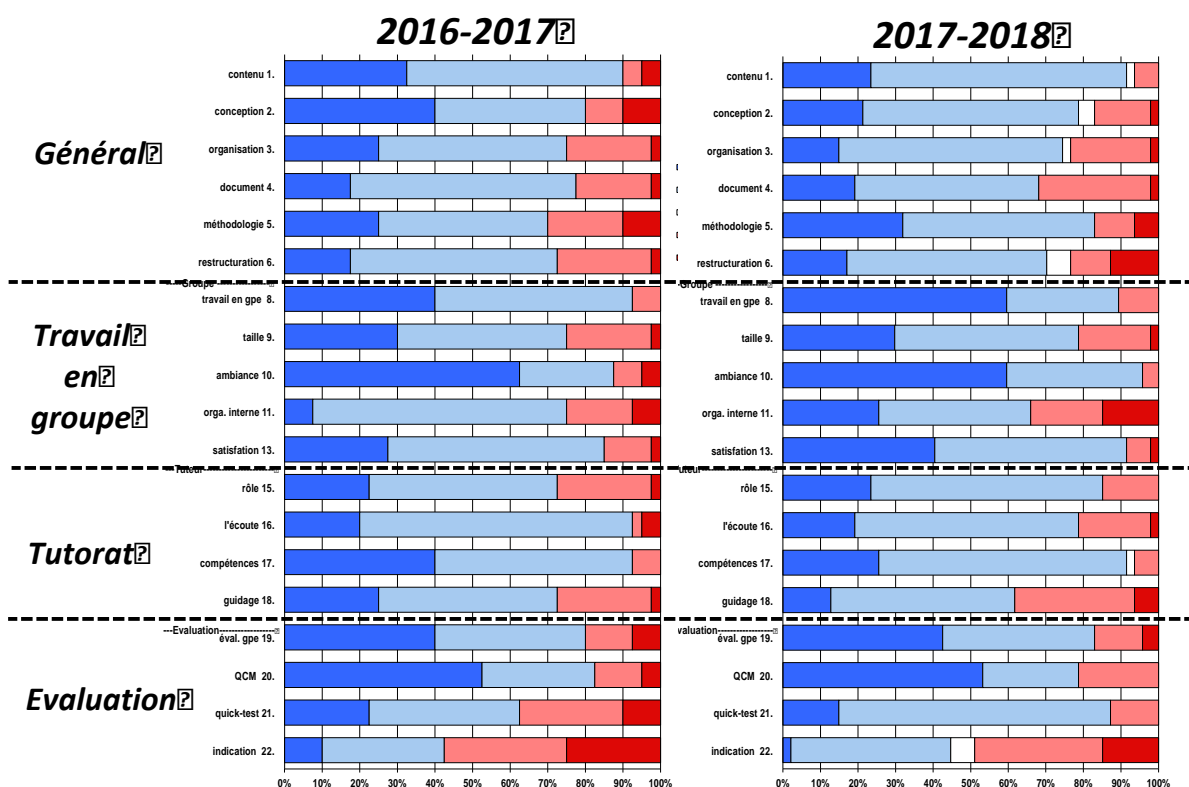 2016-2017
2017-2018
Général
contenu 1.
conception 2.
organisation 3.
document 4.
méthodologie 5.
restructuration 6.
contenu 1.
conception 2.
organisation 3.
document 4.
méthodologie 5.
restructuration 6.
Travail
en
groupe
-----Groupe ----------------
travail en gpe 8.
taille 9.
ambiance 10.
orga. interne 11.
satisfation 13.
Groupe ----------------
travail en gpe 8.
taille 9.
ambiance 10.
orga. interne 11.
satisfation 13.
Tutorat
-----Tuteur------------------
rôle 15.
l'écoute 16.
compétences 17.
guidage 18.
uteur------------------
rôle 15.
l'écoute 16.
compétences 17.
guidage 18.
Evaluation
---Evaluation------------------
éval. gpe 19.
QCM 20.
quick-test 21.
indication 22.
valuation------------------
éval. gpe 19.
QCM 20.
quick-test 21.
indication 22.
0% 10% 20% 30% 40% 50% 60% 70% 80% 90% 100%
0% 10% 20% 30% 40% 50% 60% 70% 80% 90% 100%